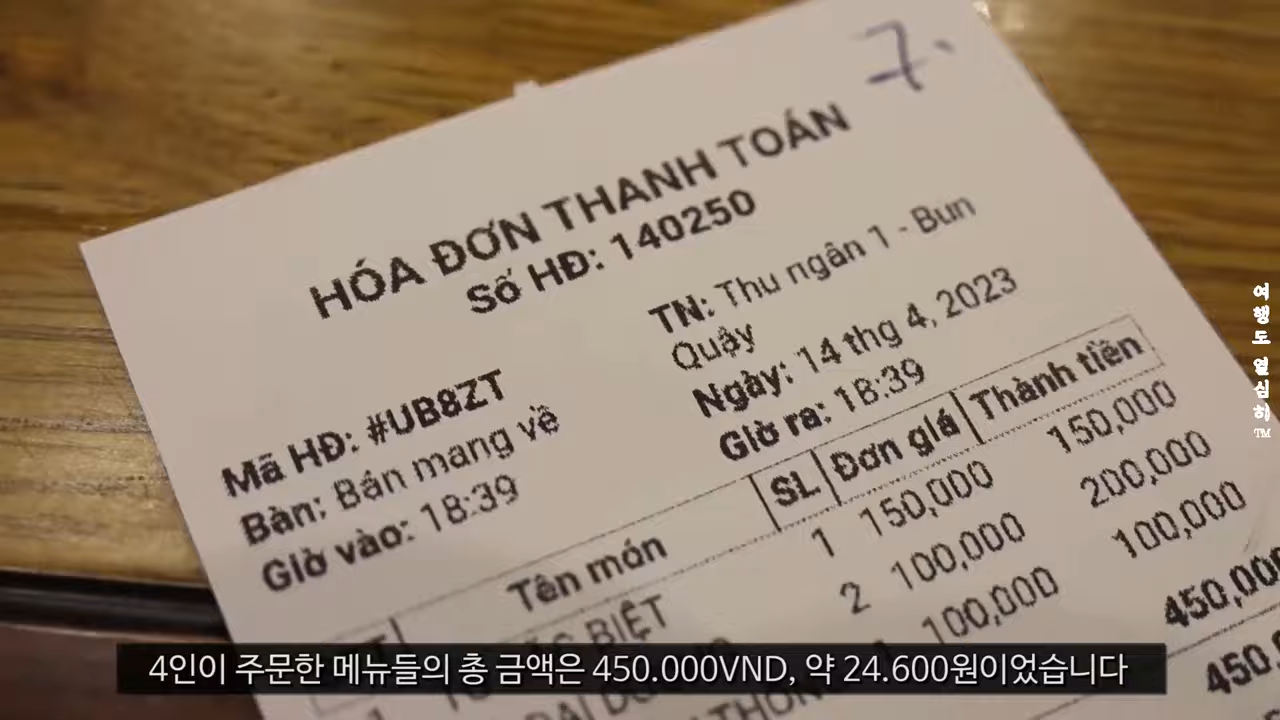 7.
HÓA ĐƠN THANH TOÁN
Số HĐ: 140250
TN: Thu ngân 1 - Bun
Quậy
Mã HĐ: #UB8ZT
Ngày: 14 thg 4, 2023
Bàn: Bán mang về
Giờ ra: 18:39
Giờ vào: 18:39
Tên món SL Đơn giá Thành tiền
BIỆT 1 150,000 150,000
2 100,000 200,000
100,000 100,000
450,000
여행도 열심히™
4인이 주문한 메뉴들의 총 금액은 450.000VND, 약 24.600원이었습니다